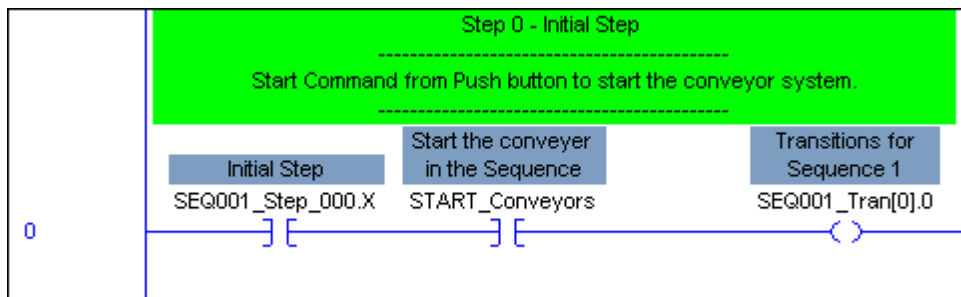 Step 0 - Initial Step
--------------------------------------------
Start Command from Push button to start the conveyor system.
--------------------------------------------
Initial Step
Start the conveyer
in the Sequence
Transitions for
Sequence 1
SEQ001_Step_000.X START_Conveyors SEQ001_Tran[0].0
0